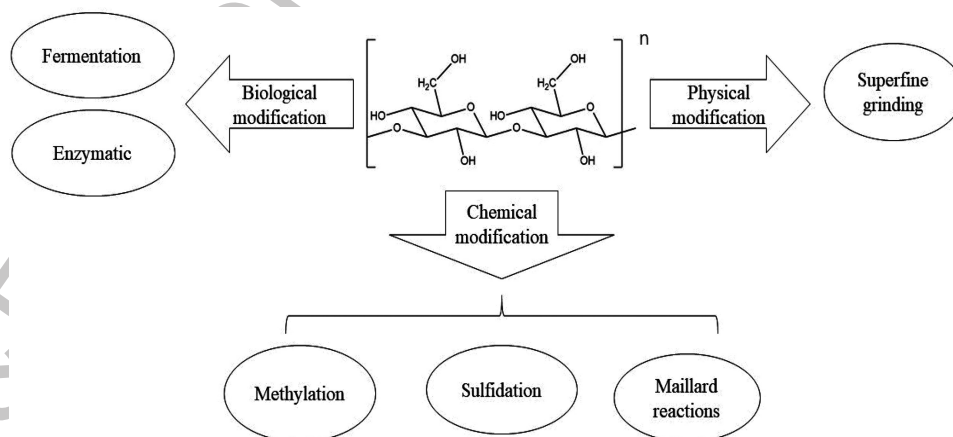 Fermentation
Enzymatic
Biological
modification
n
OH
H₂C
O
HO
O
OH
O
OH
H₂C
O
HO
OH
Physical
modification
Superfine
grinding
Chemical
modification
Methylation
Sulfidation
Maillard
reactions